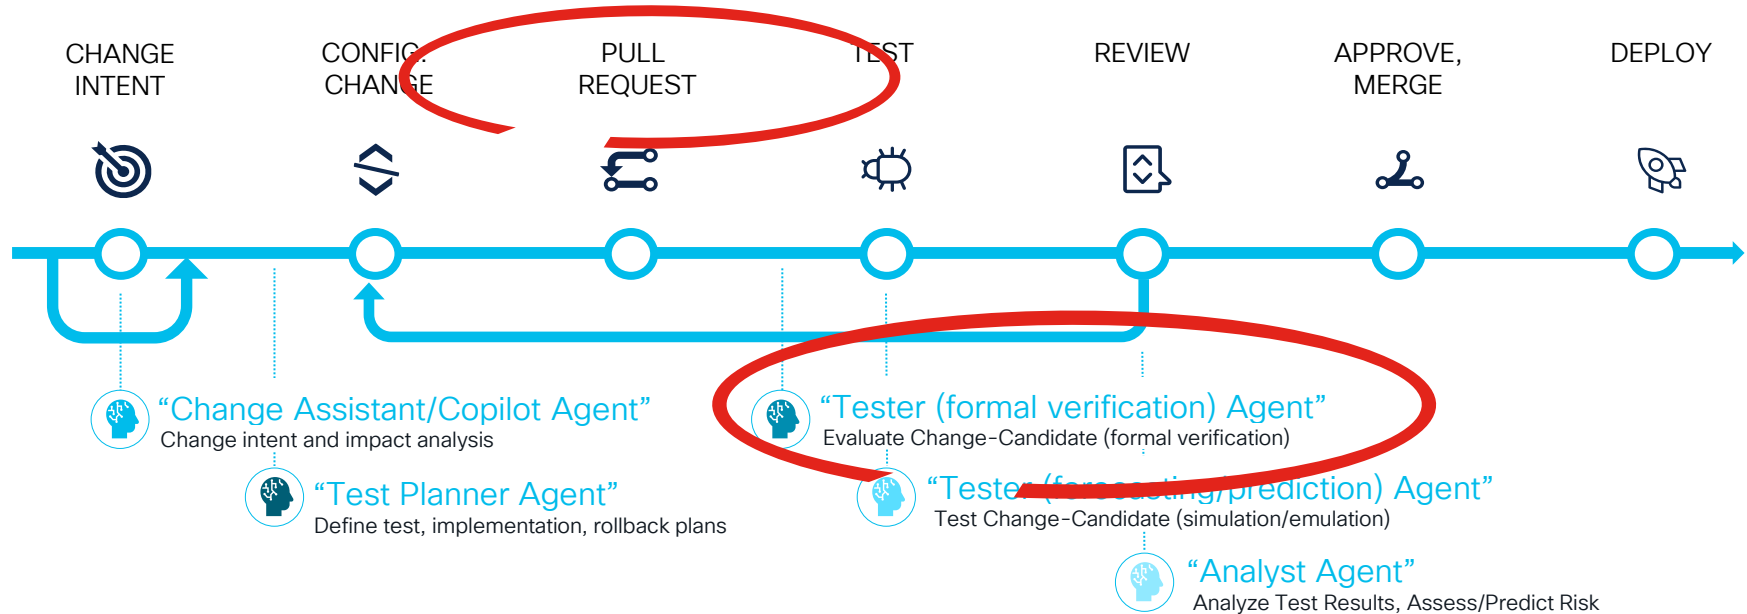 CHANGE
INTENT
CONFIG.
CHANGE
PULL
REQUEST
TEST
REVIEW
APPROVE,
MERGE
DEPLOY
“Change Assistant/Copilot Agent”
Change intent and impact analysis
“Test Planner Agent”
Define test, implementation, rollback plans
“Tester (formal verification) Agent”
Evaluate Change-Candidate (formal verification)
“Tester (forecasting/prediction) Agent”
Test Change-Candidate (simulation/emulation)
“Analyst Agent”
Analyze Test Results, Assess/Predict Risk